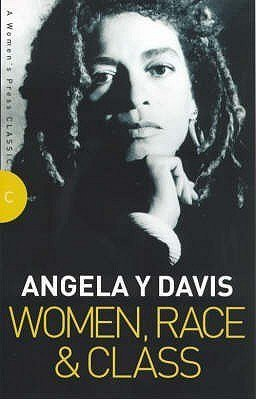 A Women's Press CLASSIC
C
ANGELA Y DAVIS
WOMEN, RACE
& CLASS